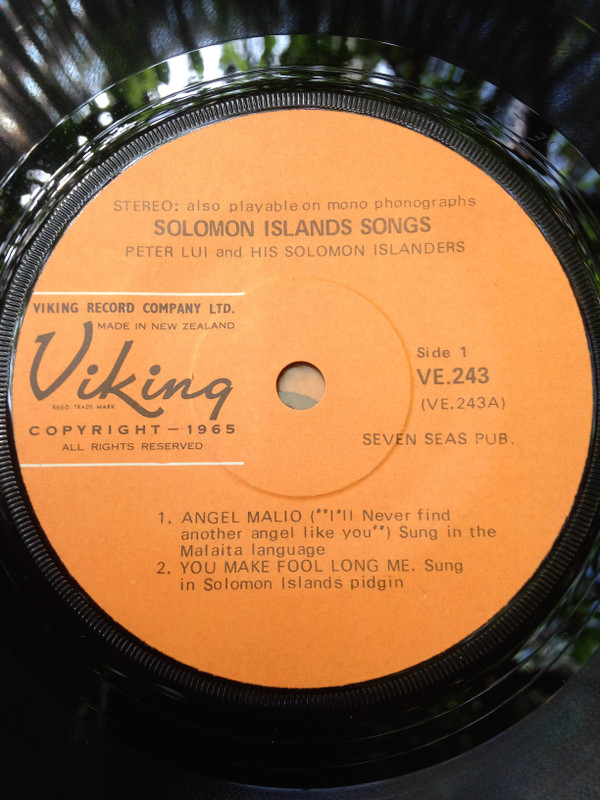 STEREO: also playable on mono phonographs
SOLOMON ISLANDS SONGS
PETER LUI and HIS SOLOMON ISLANDERS
VIKING RECORD COMPANY LTD.
MADE IN NEW ZEALAND
Viking
REGD. TRADE MARK
COPYRIGHT — 1965
ALL RIGHTS RESERVED
Side 1
VE.243
(VE.243A)
SEVEN SEAS PUB.
1. ANGEL MALIO (""I'll Never find
another angel like you"") Sung in the
Malaita language
2. YOU MAKE FOOL LONG ME. Sung
in Solomon Islands pidgin